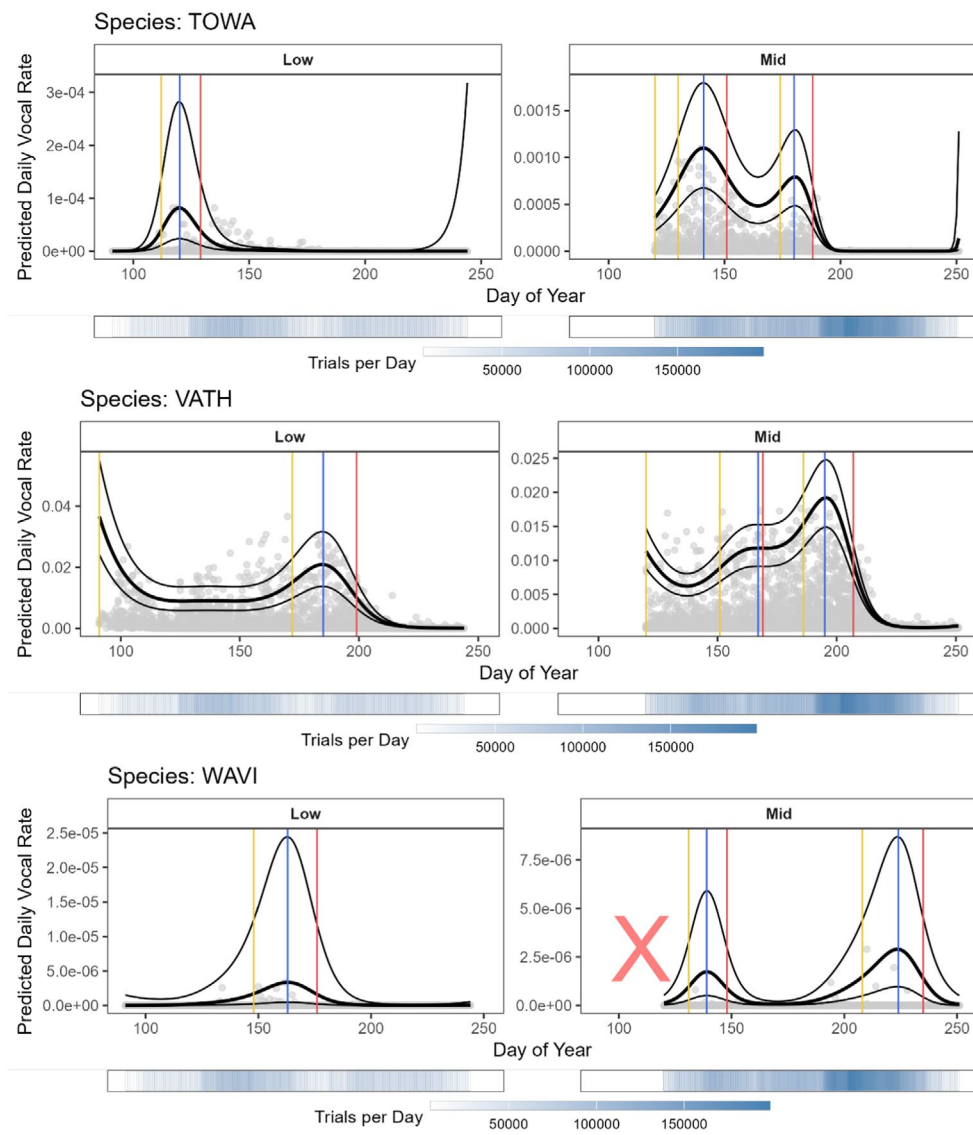 Species: TOWA
Low
Mid
Predicted Daily Vocal Rate
3e-04
2e-04
1e-04
0e+00
0.0015
0.0010
0.0005
0.0000
100 150 200 250
100 150 200 250
Day of Year
Trials per Day
50000 100000 150000
Species: VATH
Low
Mid
Predicted Daily Vocal Rate
0.04
0.02
0.00
0.025
0.020
0.015
0.010
0.005
0.000
100 150 200 250
100 150 200 250
Day of Year
Trials per Day
50000 100000 150000
Species: WAVI
Low
Mid
Predicted Daily Vocal Rate
2.5e-05
2.0e-05
1.5e-05
1.0e-05
5.0e-06
0.0e+00
7.5e-06
5.0e-06
2.5e-06
0.0e+00
X
100 150 200 250
100 150 200 250
Day of Year
Trials per Day
50000 100000 150000